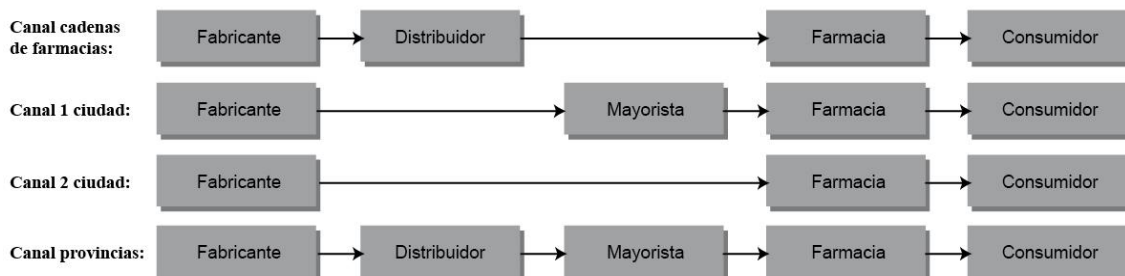 Canal cadenas
de farmacias:
Fabricante
Distribuidor
Farmacia
Consumidor
Canal 1 ciudad:
Fabricante
Mayorista
Farmacia
Consumidor
Canal 2 ciudad:
Fabricante
Farmacia
Consumidor
Canal provincias:
Fabricante
Distribuidor
Mayorista
Farmacia
Consumidor